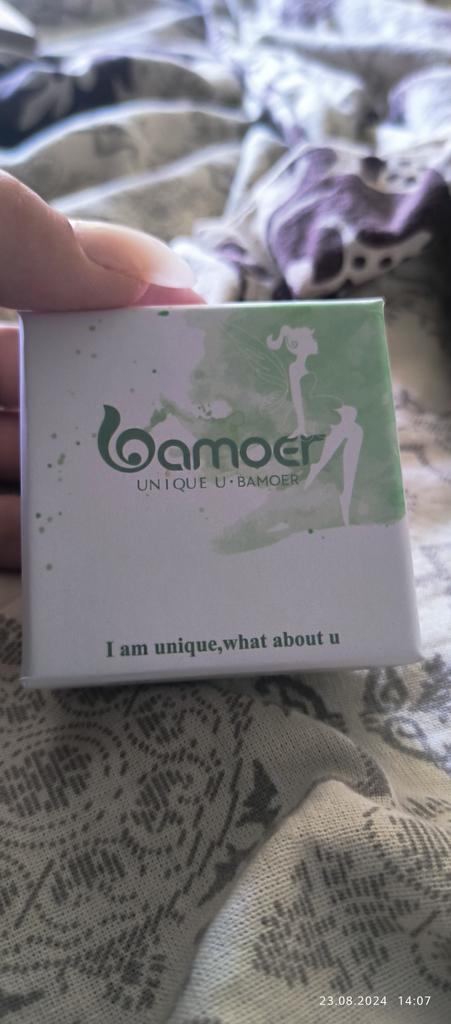 bamoer
UNIQUE U·BAMOER
I am unique,what about u
23.08.2024 14:07